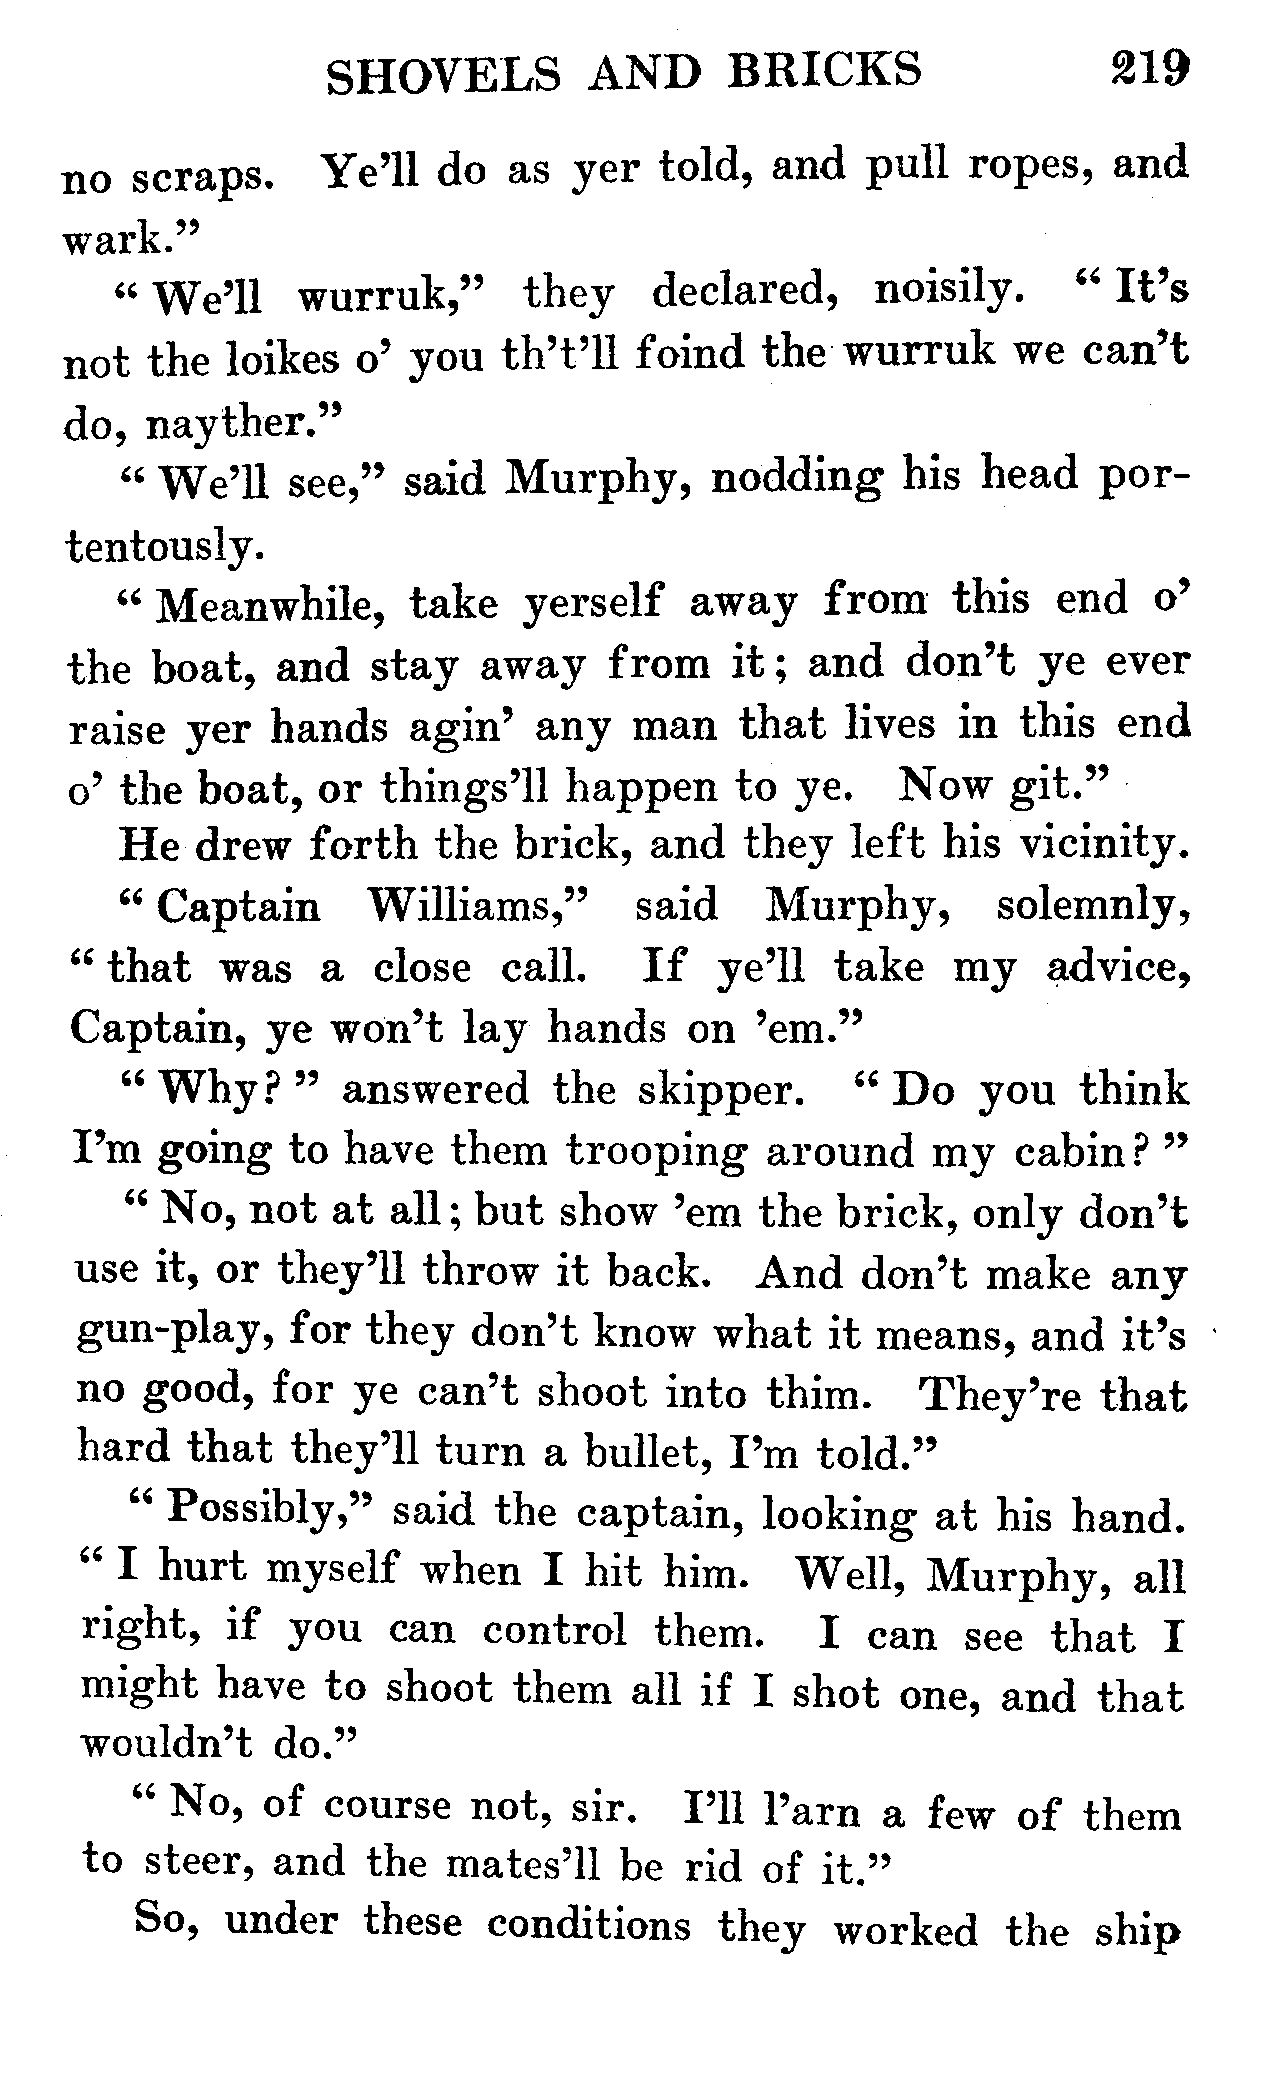 SHOVELS AND BRICKS 219
no scraps. Ye’ll do as yer told, and pull ropes, and
wark.”
“ We’ll wurruk,” they declared, noisily. “ It’s
not the loikes o’ you th’t’ll foind the wurruk we can’t
do, nayther.”
“ We’ll see,” said Murphy, nodding his head por-
tentously.
“ Meanwhile, take yerself away from this end o’
the boat, and stay away from it ; and don’t ye ever
raise yer hands agin’ any man that lives in this end
o’ the boat, or things’ll happen to ye. Now git.”
He drew forth the brick, and they left his vicinity.
“ Captain Williams,” said Murphy, solemnly,
“ that was a close call. If ye’ll take my advice,
Captain, ye won’t lay hands on ’em.”
“ Why? ” answered the skipper. “ Do you think
I’m going to have them trooping around my cabin? ”
“ No, not at all ; but show ’em the brick, only don’t
use it, or they’ll throw it back. And don’t make any
gun-play, for they don’t know what it means, and it’s
no good, for ye can’t shoot into thim. They’re that
hard that they’ll turn a bullet, I’m told.”
“ Possibly,” said the captain, looking at his hand.
“ I hurt myself when I hit him. Well, Murphy, all
right, if you can control them. I can see that I
might have to shoot them all if I shot one, and that
wouldn’t do.”
“ No, of course not, sir. I’ll l’arn a few of them
to steer, and the mates’ll be rid of it.”
So, under these conditions they worked the ship